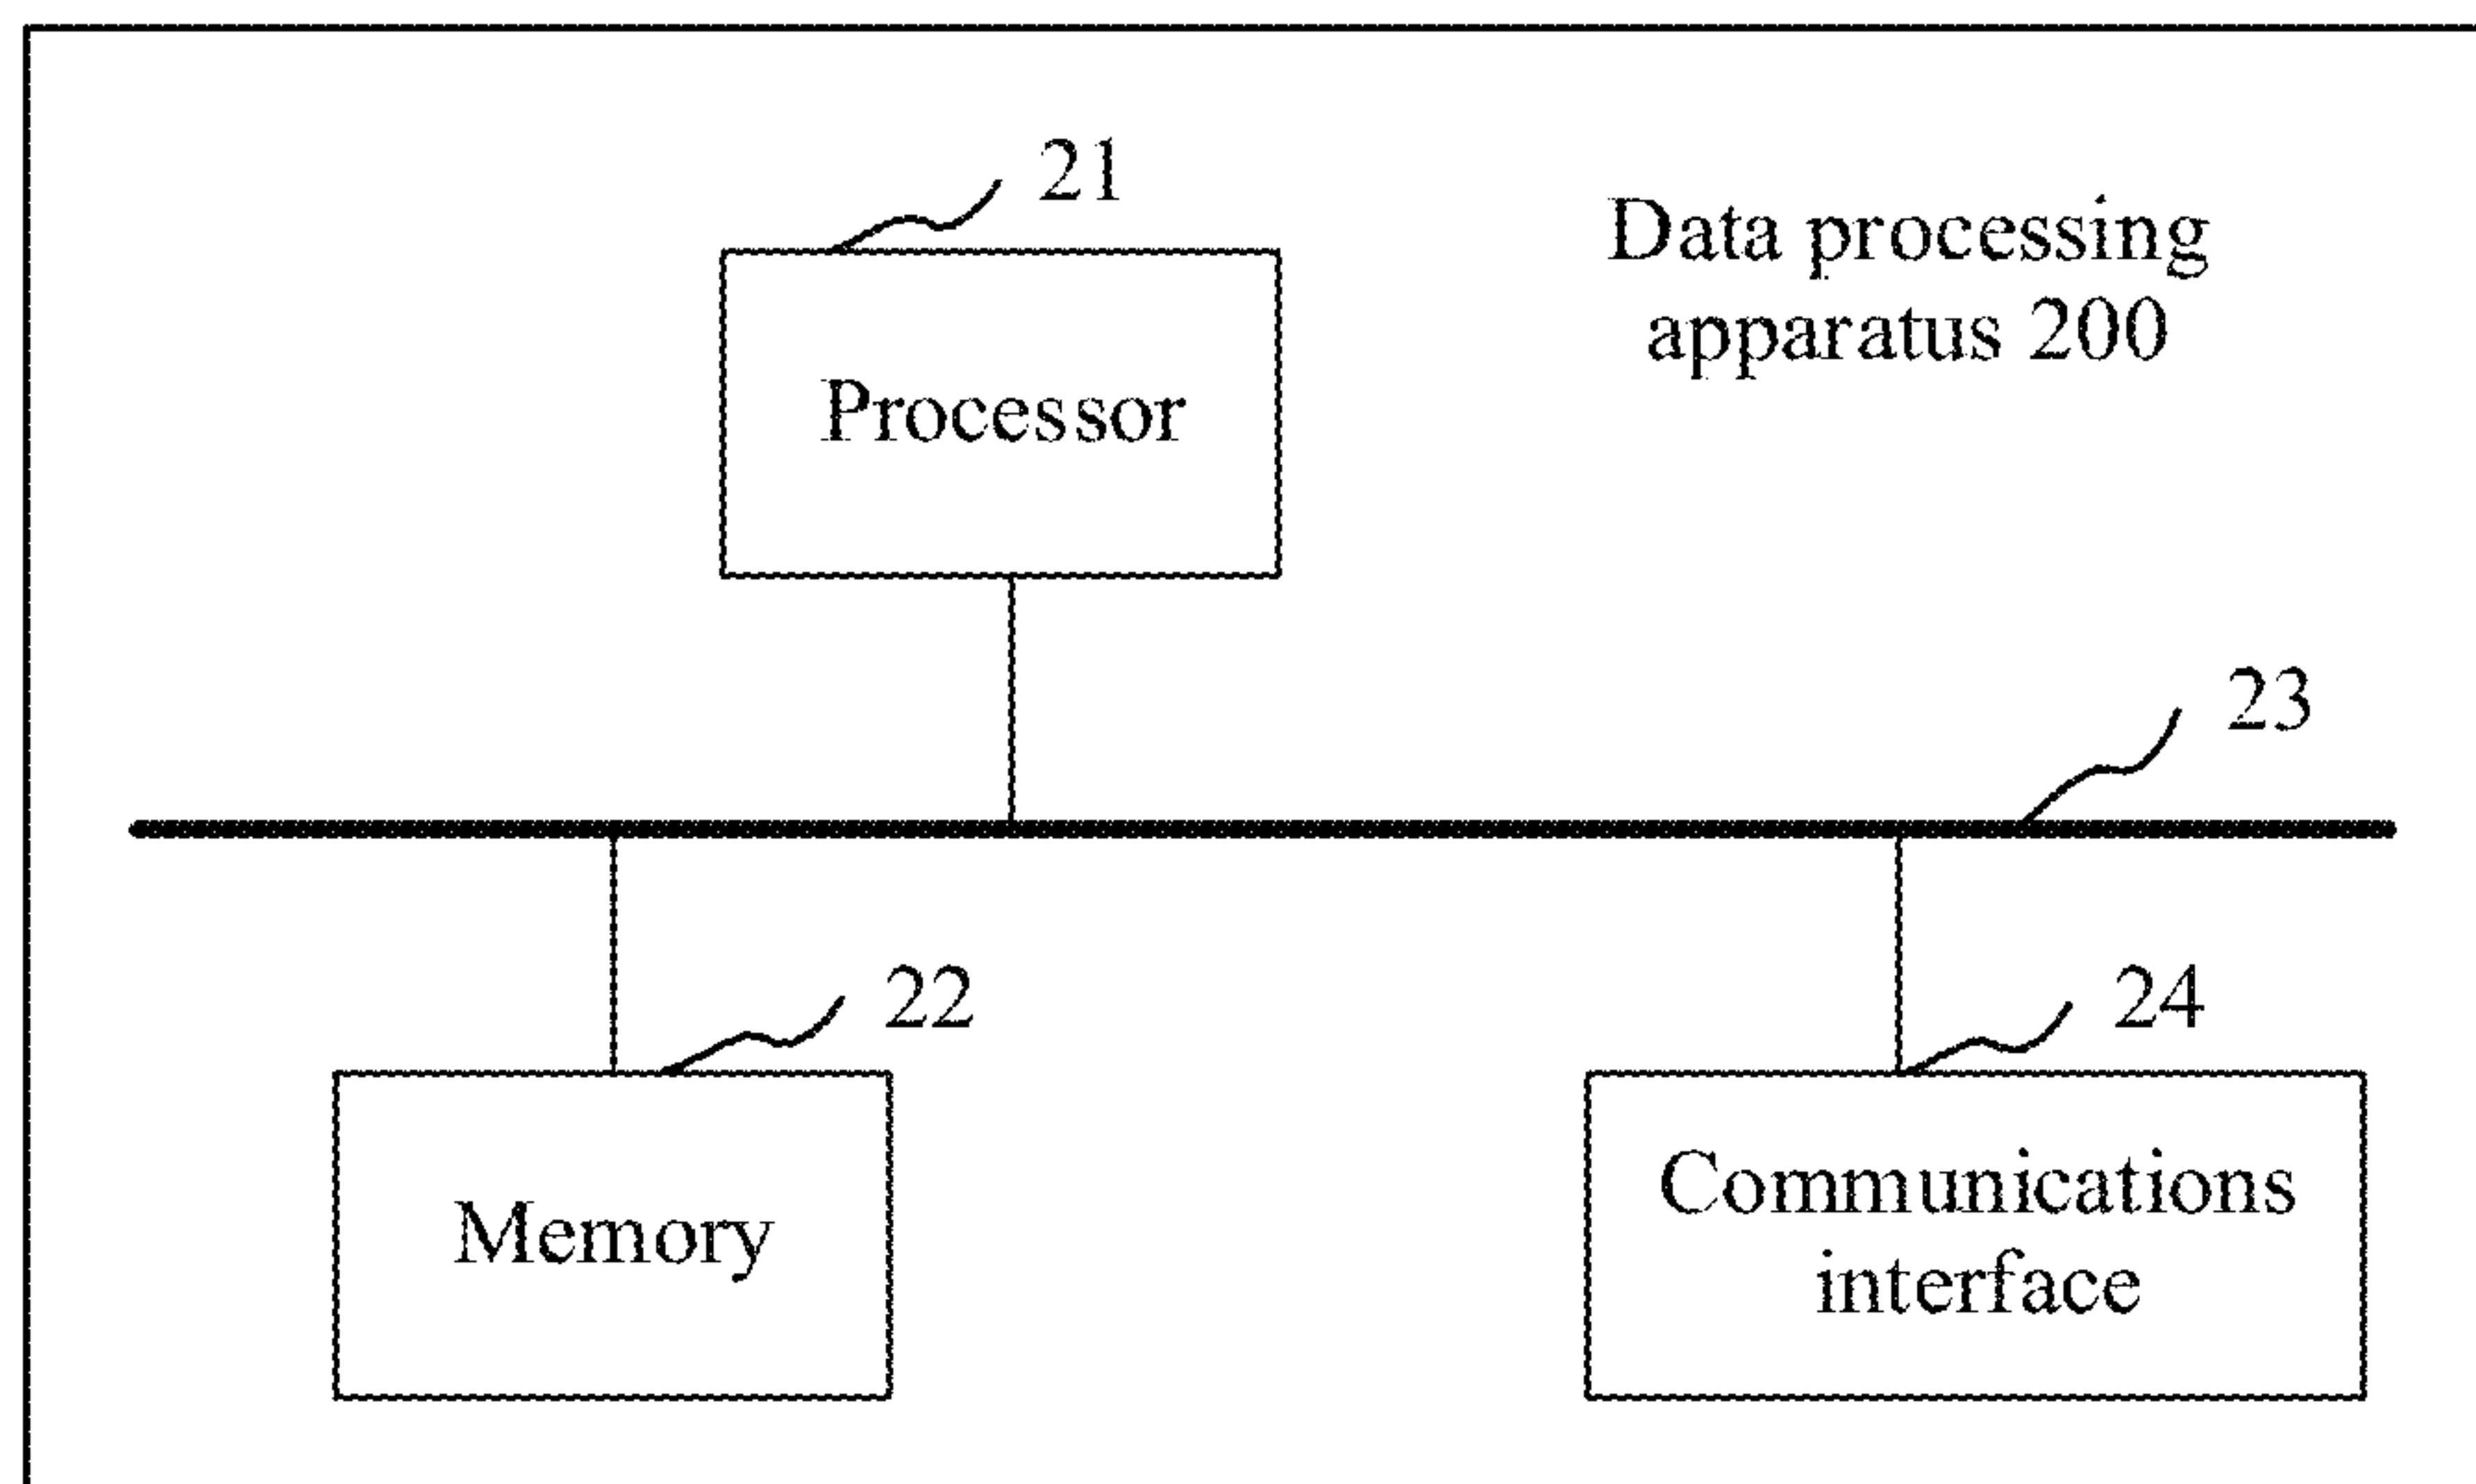 21
Data processing
apparatus 200
Processor
23
22
24
Memory
Communications
interface